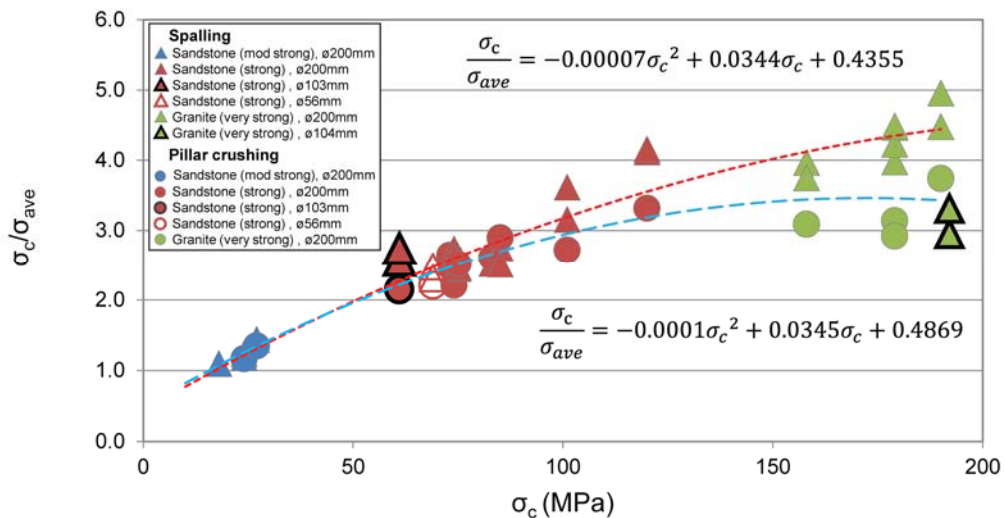 6.0
5.0
4.0
3.0
2.0
1.0
0.0
σc/σave
Spalling
Sandstone (mod strong), ø200mm
Sandstone (strong) , ø200mm
Sandstone (strong) , ø103mm
Sandstone (strong) , ø56mm
Granite (very strong) , ø200mm
Granite (very strong) , ø104mm
Pillar crushing
Sandstone (mod strong), ø200mm
Sandstone (strong) , ø200mm
Sandstone (strong) , ø103mm
Sandstone (strong) , ø56mm
Granite (very strong) , ø200mm
σc/σave = −0.00007σc² + 0.0344σc + 0.4355
σc/σave = −0.0001σc² + 0.0345σc + 0.4869
0 50 100 150 200
σc (MPa)